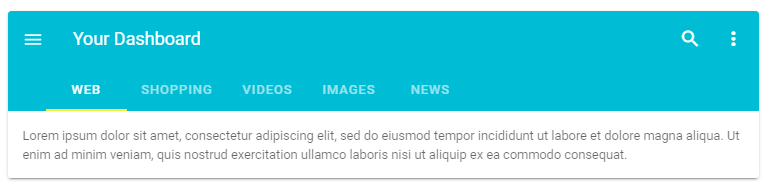 Your Dashboard
WEB SHOPPING VIDEOS IMAGES NEWS
Lorem ipsum dolor sit amet, consectetur adipiscing elit, sed do eiusmod tempor incididunt ut labore et dolore magna aliqua. Ut
enim ad minim veniam, quis nostrud exercitation ullamco laboris nisi ut aliquip ex ea commodo consequat.